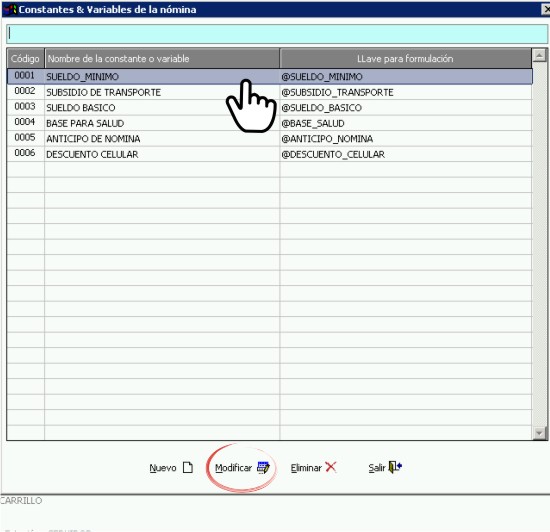 Constantes & Variables de la nómina
Código Nombre de la constante o variable LLave para formulación
0001 SUELDO_MINIMO @SUELDO_MINIMO
0002 SUBSIDIO DE TRANSPORTE @SUBSIDIO_TRANSPORTE
0003 SUELDO BASICO @SUELDO_BASICO
0004 BASE PARA SALUD @BASE_SALUD
0005 ANTICIPO DE NOMINA @ANTICIPO_NOMINA
0006 DESCUENTO CELULAR @DESCUENTO_CELULAR
Nuevo Modificar Eliminar Salir
CARRILLO